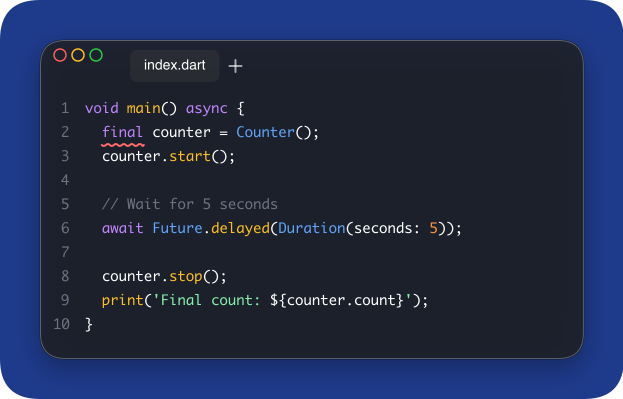 index.dart +
1 void main() async {
2   final counter = Counter();
3   counter.start();
4
5   // Wait for 5 seconds
6   await Future.delayed(Duration(seconds: 5));
7
8   counter.stop();
9   print('Final count: ${counter.count}');
10 }